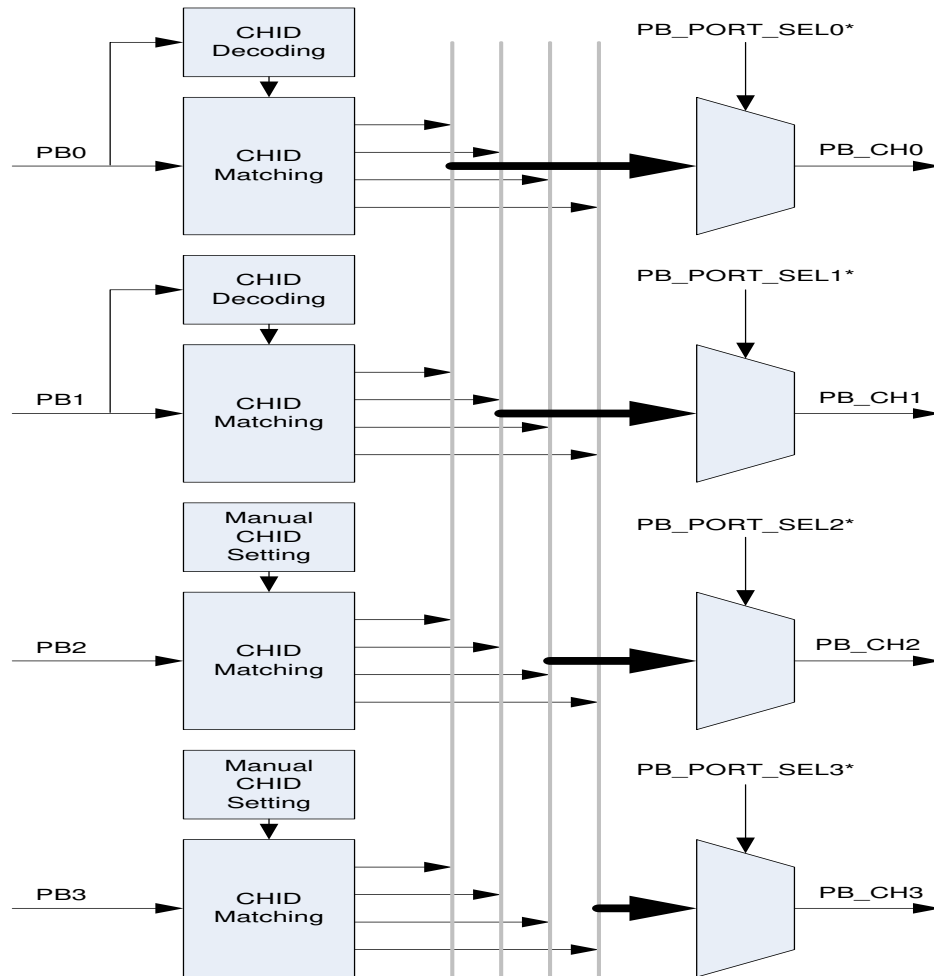 CHID
Decoding
PB_PORT_SEL0*
PB0
CHID
Matching
PB_CH0
CHID
Decoding
PB_PORT_SEL1*
PB1
CHID
Matching
PB_CH1
Manual
CHID
Setting
PB_PORT_SEL2*
PB2
CHID
Matching
PB_CH2
Manual
CHID
Setting
PB_PORT_SEL3*
PB3
CHID
Matching
PB_CH3